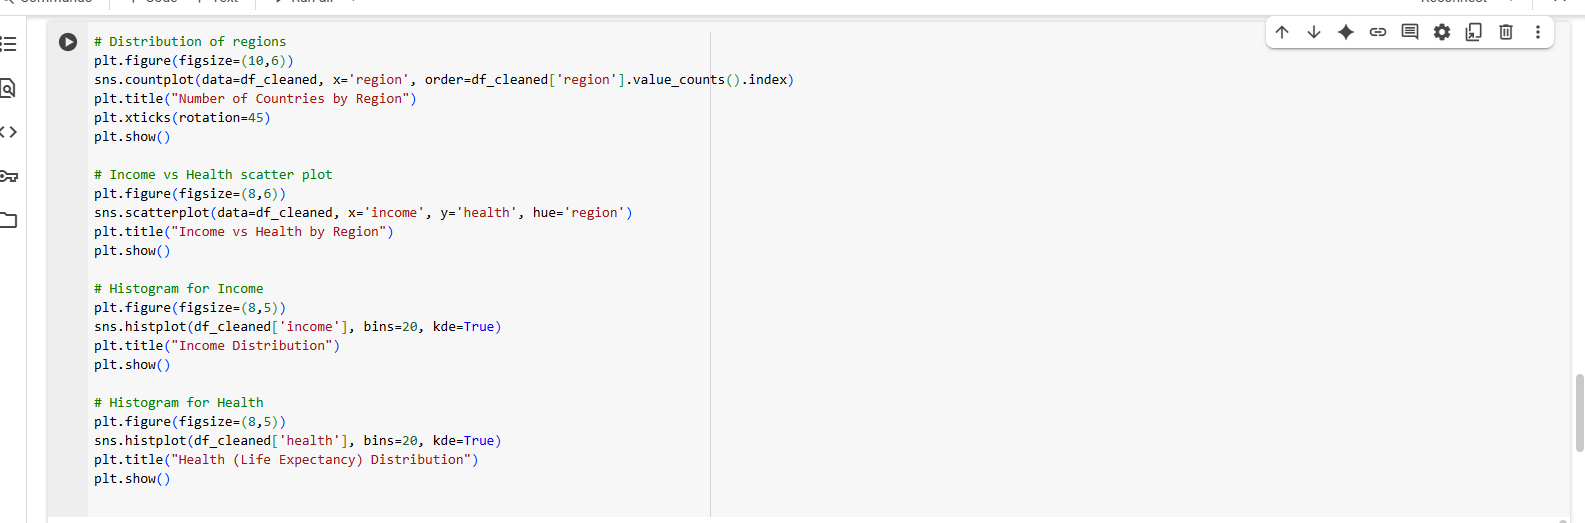 # Distribution of regions
plt.figure(figsize=(10,6))
sns.countplot(data=df_cleaned, x='region', order=df_cleaned['region'].value_counts().index)
plt.title("Number of Countries by Region")
plt.xticks(rotation=45)
plt.show()

# Income vs Health scatter plot
plt.figure(figsize=(8,6))
sns.scatterplot(data=df_cleaned, x='income', y='health', hue='region')
plt.title("Income vs Health by Region")
plt.show()

# Histogram for Income
plt.figure(figsize=(8,5))
sns.histplot(df_cleaned['income'], bins=20, kde=True)
plt.title("Income Distribution")
plt.show()

# Histogram for Health
plt.figure(figsize=(8,5))
sns.histplot(df_cleaned['health'], bins=20, kde=True)
plt.title("Health (Life Expectancy) Distribution")
plt.show()